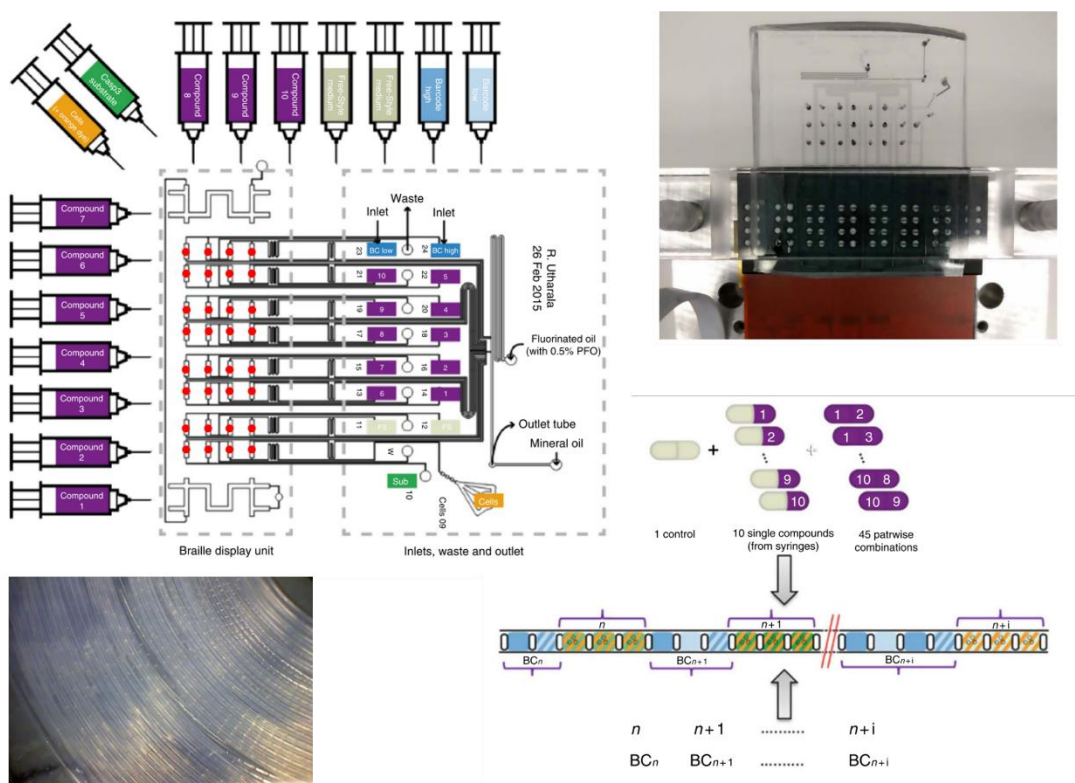 Casp3
substrate
Cells
(+ orange dye)
Compound
8
Compound
9
Compound
10
Free-Style
medium
Free-Style
medium
Barcode
high
Barcode
low
Compound
7
Compound
6
Compound
5
Compound
4
Compound
3
Compound
2
Compound
1
Waste
Inlet
Inlet
23
BC low
24
BC high
21
10
22
5
19
9
20
4
17
8
18
3
15
7
16
2
13
6
14
1
11
FS
12
FS
W
Sub
10
Cells 09
Cells
R. Utharala
26 Feb 2015
Fluorinated oil
(with 0.5% PFO)
Outlet tube
Mineral oil
Braille display unit
Inlets, waste and outlet
1
2
9
10
1 2
1 3
10 8
10 9
+
+
1 control
10 single compounds
(from syringes)
45 patrwise
combinations
n
n+1
n+i
BCn
BCn+1
BCn+i
n n+1 n+i
BCn BCn+1 BCn+i